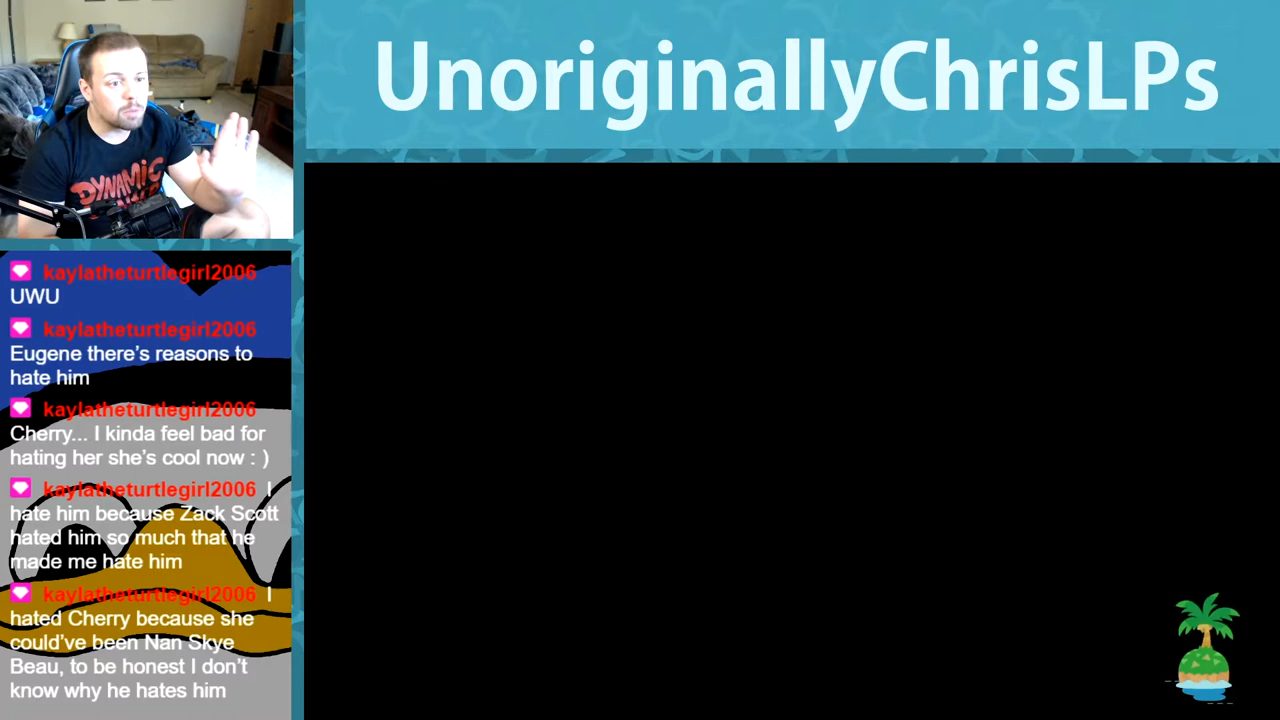 UnoriginallyChrisLPs
DYNAMIC
kaylatheturtlegirl2006
UWU
kaylatheturtlegirl2006
Eugene there's reasons to
hate him
kaylatheturtlegirl2006
Cherry... I kinda feel bad for
hating her she's cool now : )
kaylatheturtlegirl2006 I
hate him because Zack Scott
hated him so much that he
made me hate him
kaylatheturtlegirl2006 I
hated Cherry because she
could've been Nan Skye
Beau, to be honest I don't
know why he hates him